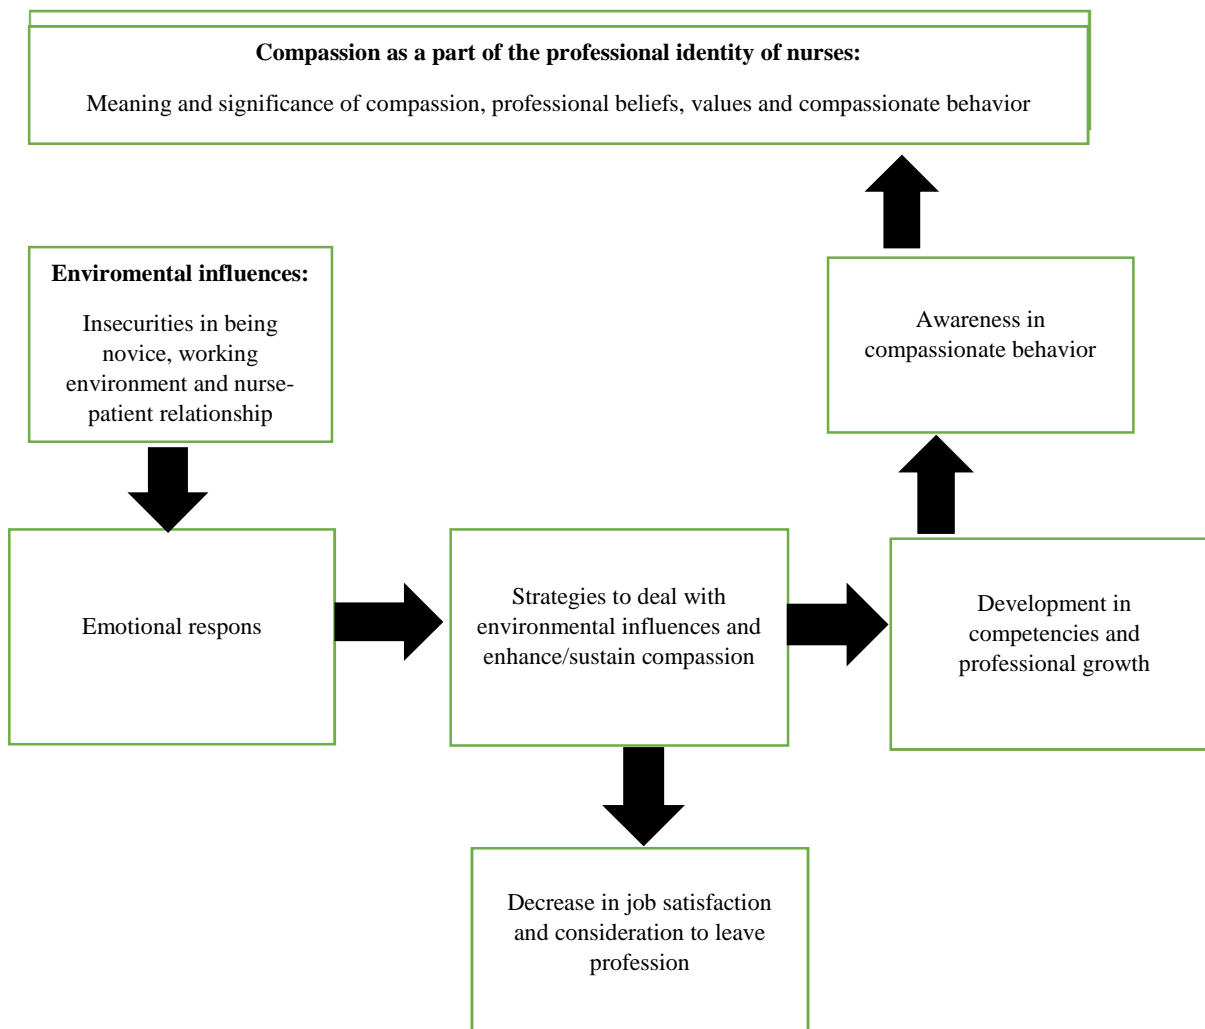 Compassion as a part of the professional identity of nurses:
Meaning and significance of compassion, professional beliefs, values and compassionate behavior
Enviromental influences:
Insecurities in being
novice, working
environment and nurse-
patient relationship
Awareness in
compassionate behavior
Emotional respons
Strategies to deal with
environmental influences and
enhance/sustain compassion
Development in
competencies and
professional growth
Decrease in job satisfaction
and consideration to leave
profession